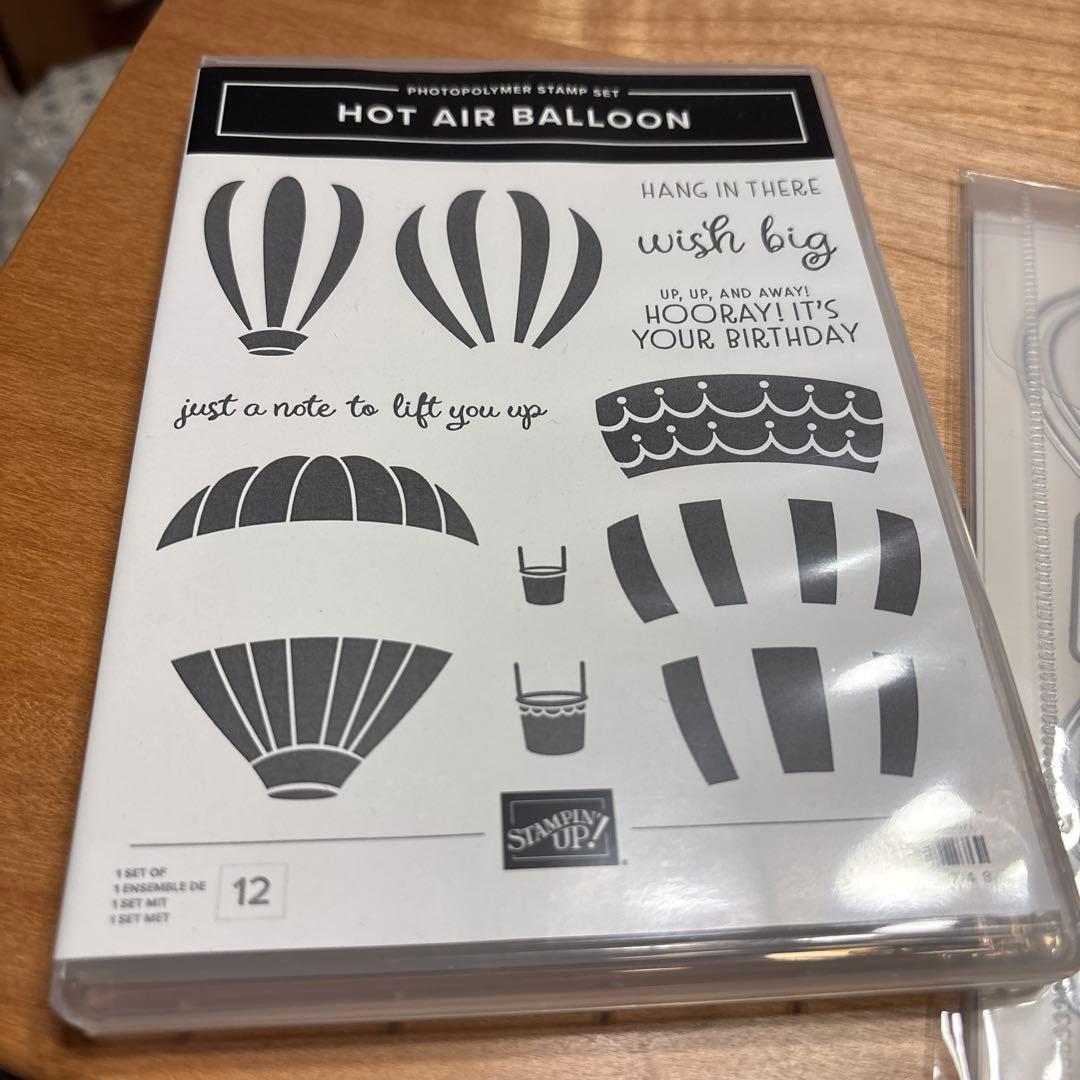 PHOTOPOLYMER STAMP SET
HOT AIR BALLOON
HANG IN THERE
wish big
UP, UP, AND AWAY!
HOORAY! IT'S
YOUR BIRTHDAY
just a note to lift you up
STAMPIN' UP!
1 SET OF
1 ENSEMBLE DE
1 SET MIT
1 SET MET
12